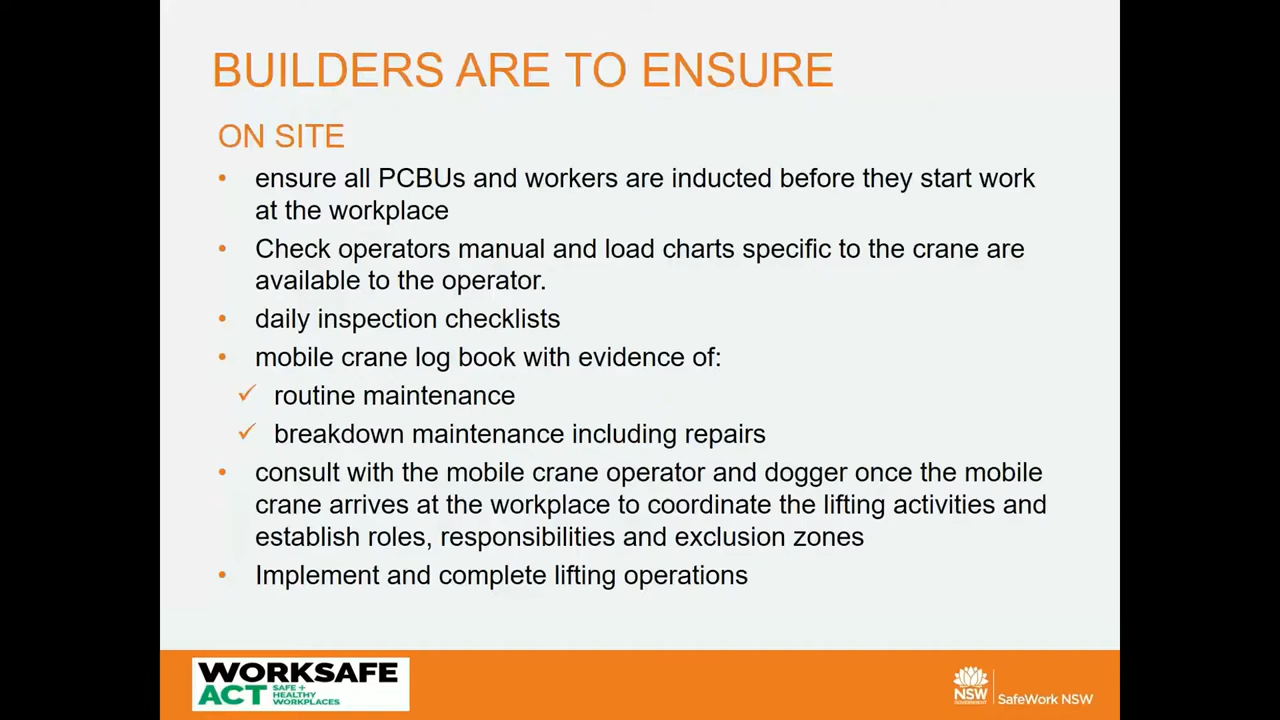 BUILDERS ARE TO ENSURE
ON SITE
• ensure all PCBUs and workers are inducted before they start work
at the workplace
• Check operators manual and load charts specific to the crane are
available to the operator.
• daily inspection checklists
• mobile crane log book with evidence of:
✓ routine maintenance
✓ breakdown maintenance including repairs
• consult with the mobile crane operator and dogger once the mobile
crane arrives at the workplace to coordinate the lifting activities and
establish roles, responsibilities and exclusion zones
• Implement and complete lifting operations
WORKSAFE
ACT SAFE +
HEALTHY
WORKPLACES
NSW
GOVERNMENT
SafeWork NSW